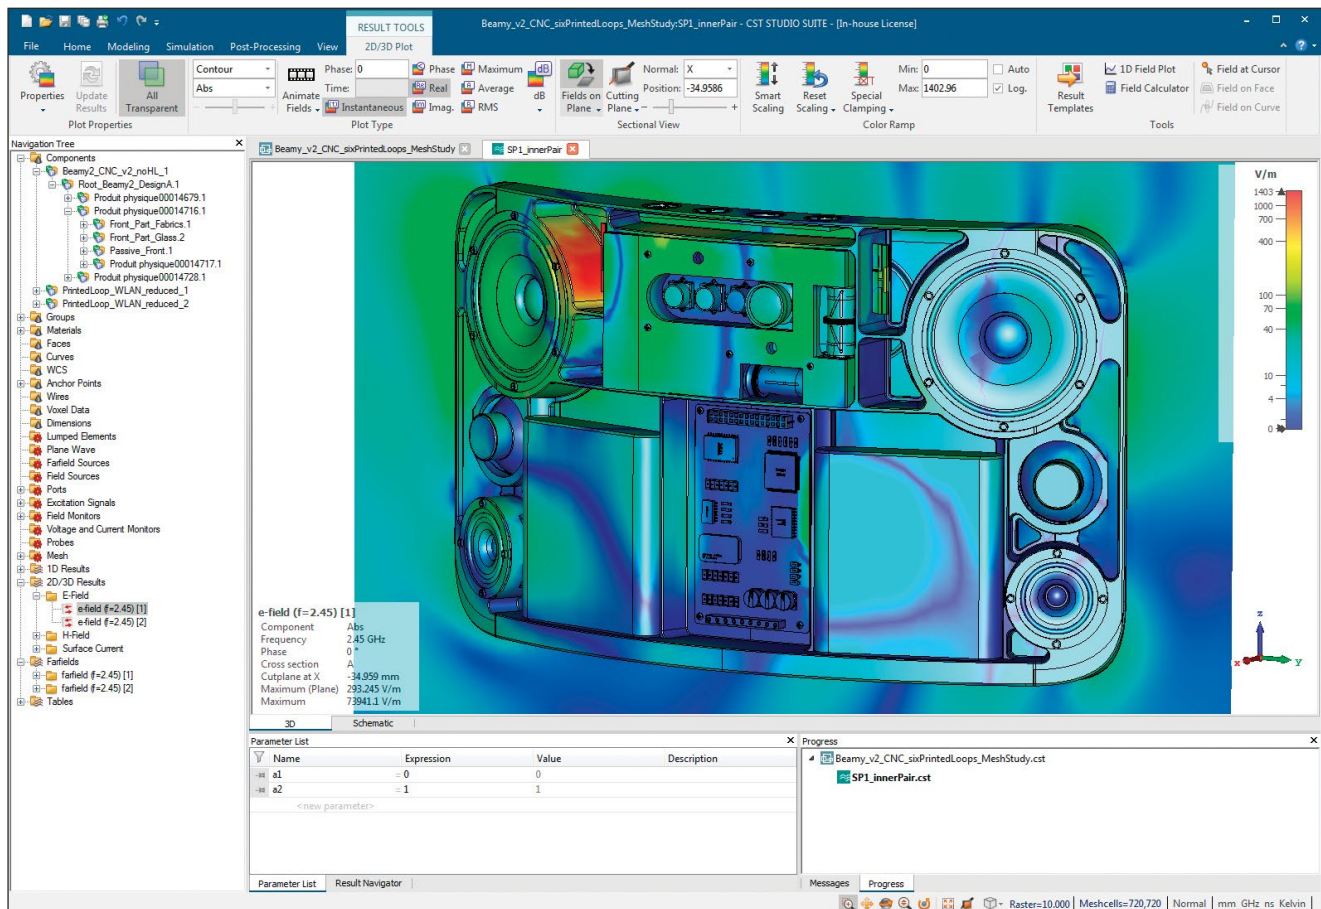 Beamy_v2_CNC_sixPrintedLoops_MeshStudy:SP1_innerPair - CST STUDIO SUITE - [In-house License]
RESULT TOOLS
File Home Modeling Simulation Post-Processing View 2D/3D Plot
Properties
Update Results
All Transparent
Contour
Abs
Plot Properties
Animate Fields
Phase: 0
Time:
Instantaneous
Phase
Real
Imag.
Maximum
Average
RMS
dB
dB
Plot Type
Fields on Plane
Cutting Plane
Normal: X
Position: -34.9586
Sectional View
Smart Scaling
Reset Scaling
Special Clamping
Min: 0
Max: 1402.96
Auto
Log.
Color Ramp
Result Templates
1D Field Plot
Field Calculator
Field at Cursor
Field on Face
Field on Curve
Tools
Navigation Tree
Components
Beamy2_CNC_v2_noHL_1
Root_Beamy2_DesignA.1
Produit physique00014679.1
Produit physique00014716.1
Front_Part_Fabrics.1
Front_Part_Glass.2
Passive_Front.1
Produit physique00014717.1
Produit physique00014728.1
PrintedLoop_WLAN_reduced_1
PrintedLoop_WLAN_reduced_2
Groups
Materials
Faces
Curves
WCS
Anchor Points
Wires
Voxel Data
Dimensions
Lumped Elements
Plane Wave
Farfield Sources
Field Sources
Ports
Excitation Signals
Field Monitors
Voltage and Current Monitors
Probes
Mesh
1D Results
2D/3D Results
E-Field
e-field (f=2.45) [1]
e-field (f=2.45) [2]
H-Field
Surface Current
Farfields
farfield (f=2.45) [1]
farfield (f=2.45) [2]
Tables
Beamy_v2_CNC_sixPrintedLoops_MeshStudy
SP1_innerPair
V/m
1403
1000
700
400
100
70
40
10
4
0
e-field (f=2.45) [1]
Component Abs
Frequency 2.45 GHz
Phase 0 °
Cross section A
Cutplane at X -34.959 mm
Maximum (Plane) 293.245 V/m
Maximum 73941.1 V/m
z
x
y
3D Schematic
Parameter List
Name Expression Value Description
a1 = 0 0
a2 = 1 1
<new parameter>
Parameter List Result Navigator
Progress
Beamy_v2_CNC_sixPrintedLoops_MeshStudy.cst
SP1_innerPair.cst
Messages Progress
Raster=10.000 Meshcells=720,720 Normal mm GHz ns Kelvin